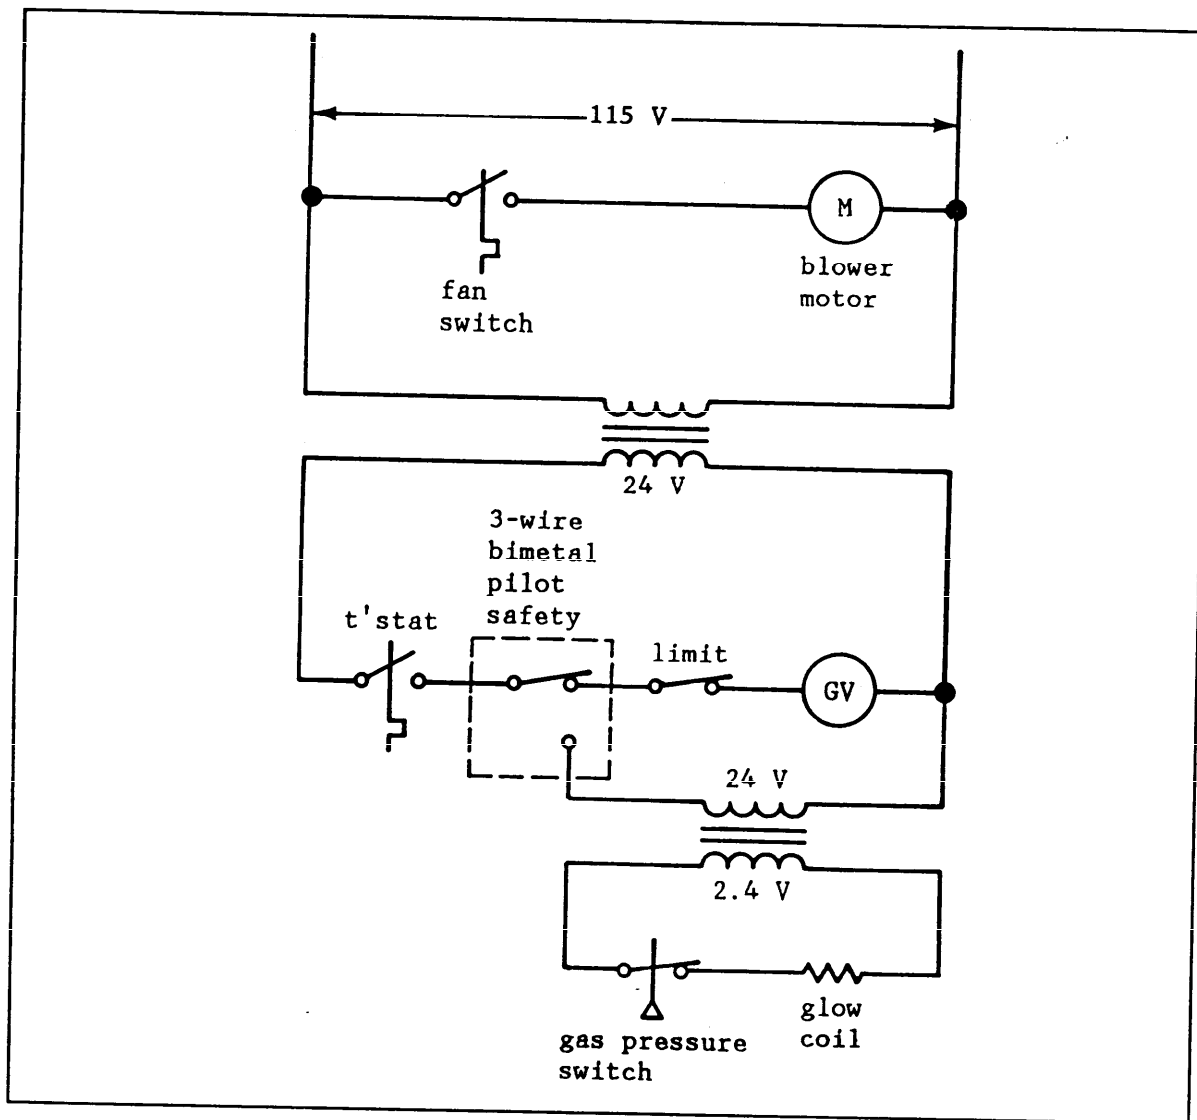 115 V
M
blower
motor
fan
switch
24 V
3-wire
bimetal
pilot
safety
t'stat
limit
GV
24 V
2.4 V
glow
coil
gas pressure
switch